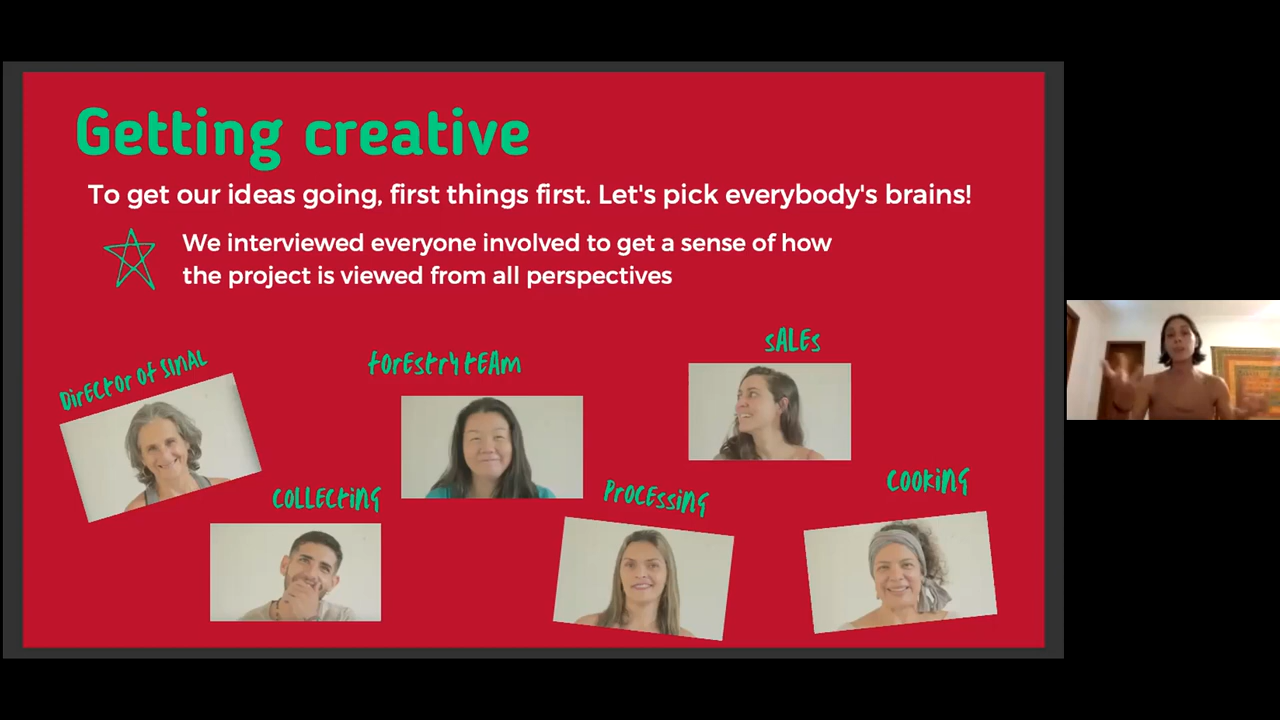 Getting creative
To get our ideas going, first things first. Let's pick everybody's brains!
We interviewed everyone involved to get a sense of how
the project is viewed from all perspectives
DirECtor of SINAL
forEstry tEAm
sALEs
COLLECting
ProCEssing
COOking